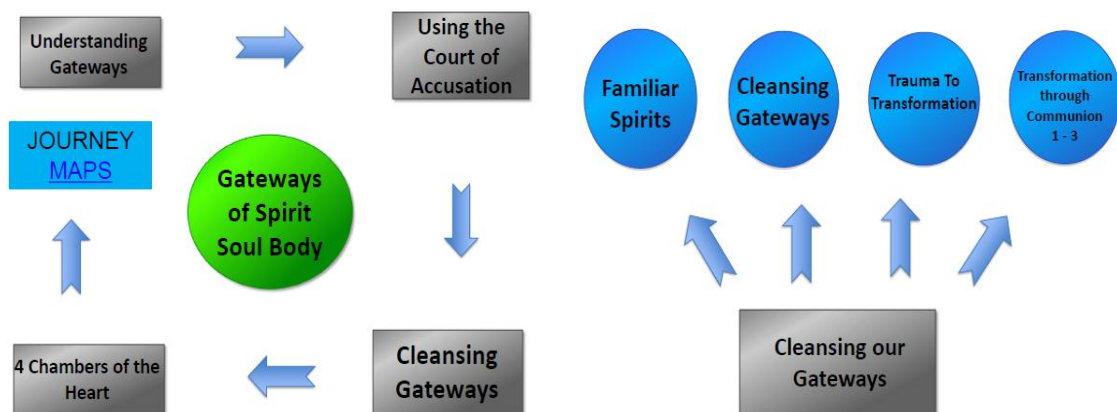 Understanding
Gateways
Using the
Court of
Accusation
JOURNEY
MAPS
Gateways
of Spirit
Soul Body
4 Chambers of the
Heart
Cleansing
Gateways
Familiar
Spirits
Cleansing
Gateways
Trauma To
Transformation
Transformation
through
Communion
1 - 3
Cleansing our
Gateways